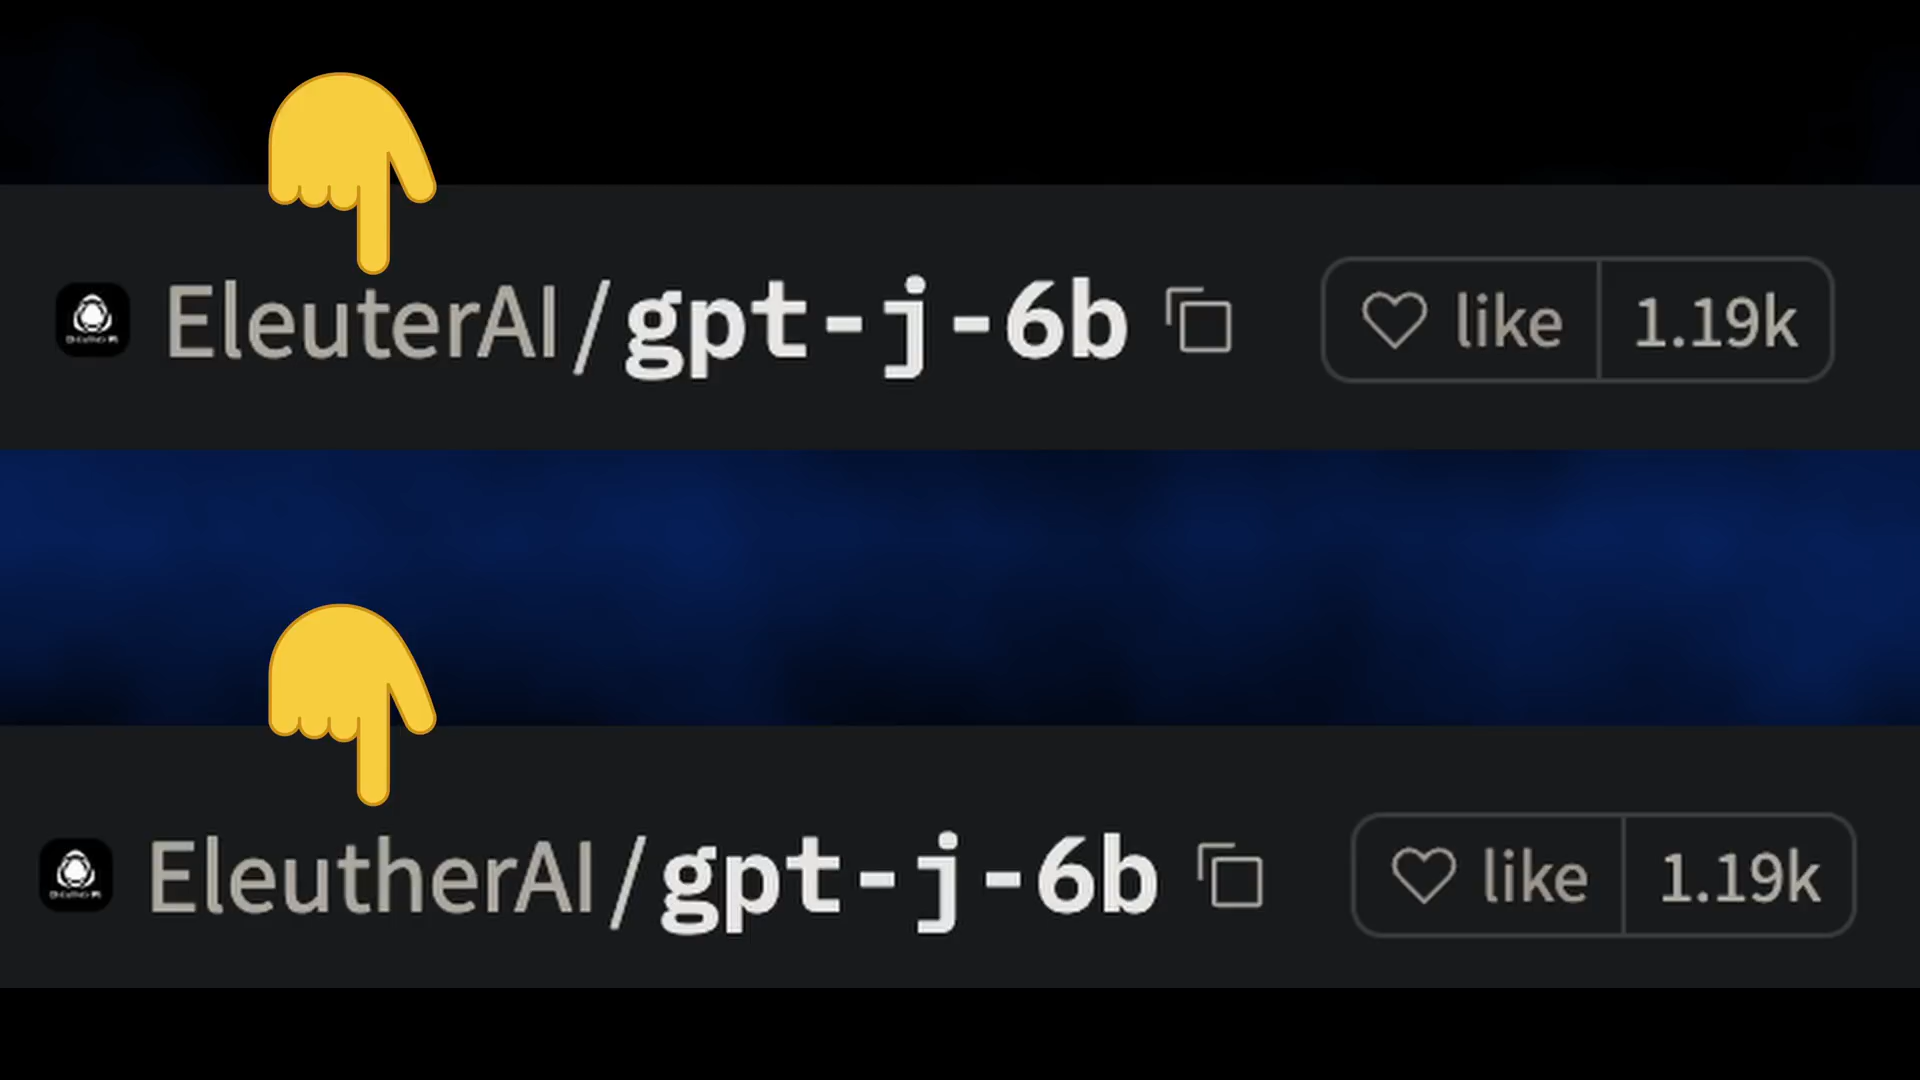 EleuterAI/gpt-j-6b like 1.19k
EleutherAI/gpt-j-6b like 1.19k